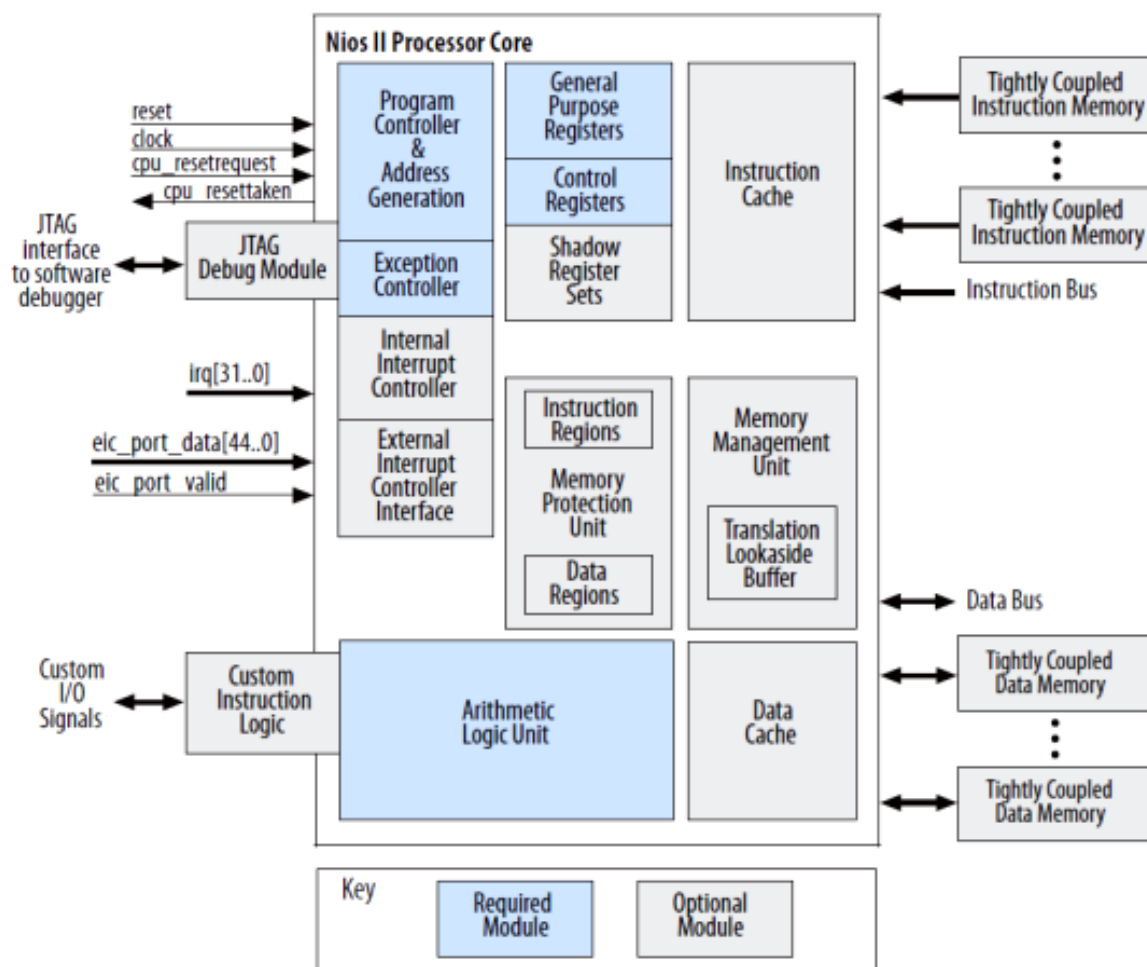 Nios II Processor Core
reset
clock
cpu_resetrequest
cpu_resettaken
JTAG
interface
to software
debugger
JTAG
Debug Module
irq[31..0]
eic_port_data[44..0]
eic_port_valid
Custom
I/O
Signals
Custom
Instruction
Logic
Program
Controller
&
Address
Generation
Exception
Controller
Internal
Interrupt
Controller
External
Interrupt
Controller
Interface
General
Purpose
Registers
Control
Registers
Shadow
Register
Sets
Instruction
Cache
Instruction
Regions
Memory
Protection
Unit
Data
Regions
Memory
Management
Unit
Translation
Lookaside
Buffer
Arithmetic
Logic Unit
Data
Cache
Tightly Coupled
Instruction Memory
Tightly Coupled
Instruction Memory
Instruction Bus
Data Bus
Tightly Coupled
Data Memory
Tightly Coupled
Data Memory
Key
Required
Module
Optional
Module